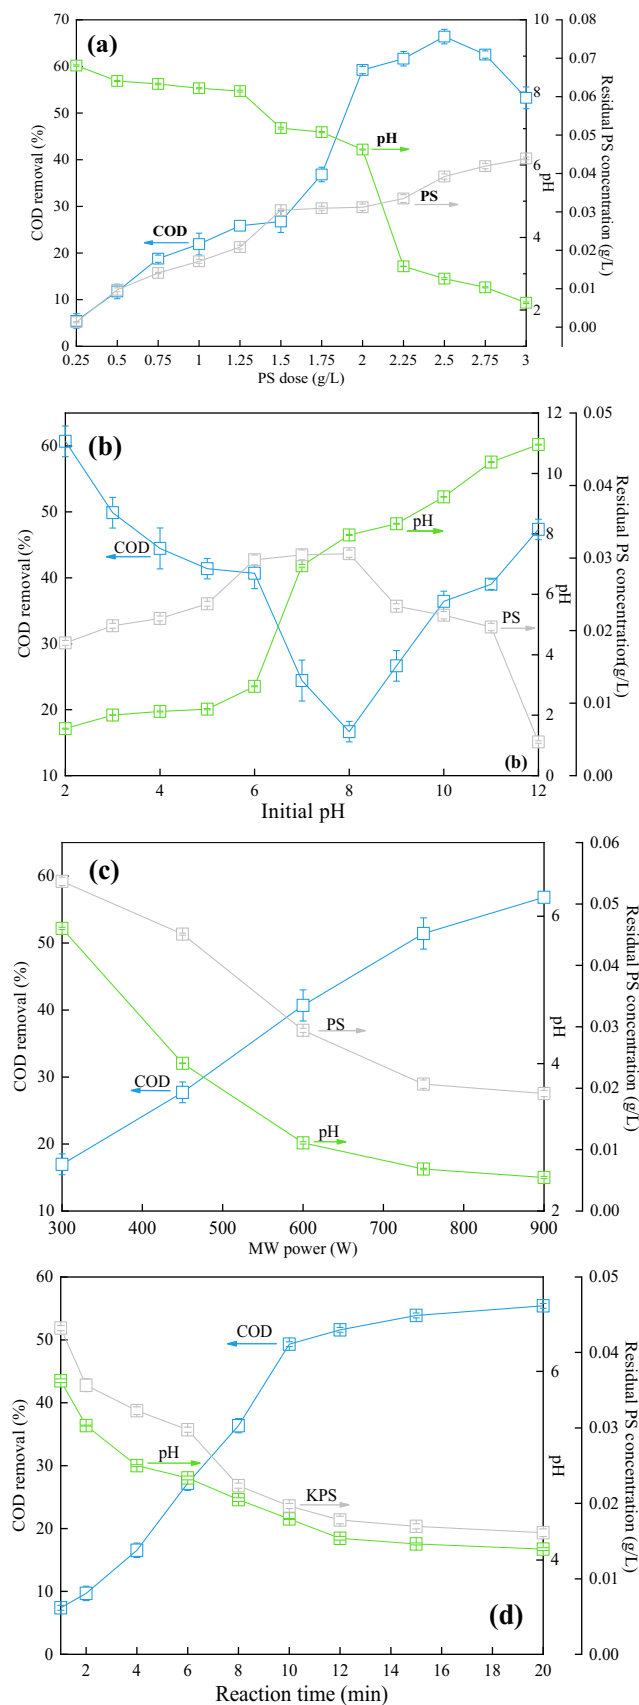 (a)
COD removal (%)
70
60
50
40
30
20
10
0
COD
pH
PS
10
8
6
4
2
pH
0.08
0.07
0.06
0.05
0.04
0.03
0.02
0.01
0.00
Residual PS concentration (g/L)
0.25 0.5 0.75 1 1.25 1.5 1.75 2 2.25 2.5 2.75 3
PS dose (g/L)
(b)
COD removal (%)
60
50
40
30
20
10
COD
pH
PS
(b)
12
10
8
6
4
2
0
pH
0.05
0.04
0.03
0.02
0.01
0.00
Residual PS concentration(g/L)
2 4 6 8 10 12
Initial pH
(c)
COD removal (%)
60
50
40
30
20
10
PS
COD
pH
6
4
2
pH
0.06
0.05
0.04
0.03
0.02
0.01
0.00
Residual PS concentration (g/L)
300 400 500 600 700 800 900
MW power (W)
COD removal (%)
60
50
40
30
20
10
0
COD
pH
KPS
(d)
6
4
pH
0.05
0.04
0.03
0.02
0.01
0.00
Residual PS concentration (g/L)
2 4 6 8 10 12 14 16 18 20
Reaction time (min)